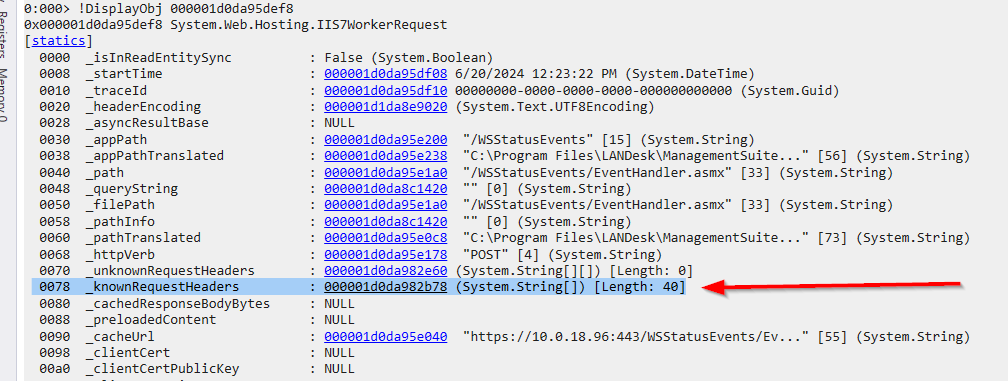 0:000> !DisplayObj 000001d0da95def8
0x000001d0da95def8 System.Web.Hosting.IIS7WorkerRequest
[statics]
0000 _isInReadEntitySync : False (System.Boolean)
0008 _startTime : 000001d0da95df08 6/20/2024 12:23:22 PM (System.DateTime)
0010 _traceId : 000001d0da95df10 00000000-0000-0000-0000-000000000000 (System.Guid)
0020 _headerEncoding : 000001d1da8e9020 (System.Text.UTF8Encoding)
0028 _asyncResultBase : NULL
0030 _appPath : 000001d0da95e200 "/WSStatusEvents" [15] (System.String)
0038 _appPathTranslated : 000001d0da95e238 "C:\Program Files\LANDesk\ManagementSuite..." [56] (System.String)
0040 _path : 000001d0da95e1a0 "/WSStatusEvents/EventHandler.asmx" [33] (System.String)
0048 _queryString : 000001d0da8c1420 "" [0] (System.String)
0050 _filePath : 000001d0da95e1a0 "/WSStatusEvents/EventHandler.asmx" [33] (System.String)
0058 _pathInfo : 000001d0da8c1420 "" [0] (System.String)
0060 _pathTranslated : 000001d0da95e0c8 "C:\Program Files\LANDesk\ManagementSuite..." [73] (System.String)
0068 _httpVerb : 000001d0da95e178 "POST" [4] (System.String)
0070 _unknownRequestHeaders : 000001d0da982e60 (System.String[][]) [Length: 0]
0078 _knownRequestHeaders : 000001d0da982b78 (System.String[]) [Length: 40]
0080 _cachedResponseBodyBytes : NULL
0088 _preloadedContent : NULL
0090 _cacheUrl : 000001d0da95e040 "https://10.0.18.96:443/WSStatusEvents/Ev..." [55] (System.String)
0098 _clientCert : NULL
00a0 _clientCertPublicKey : NULL
Registers
Memory 0